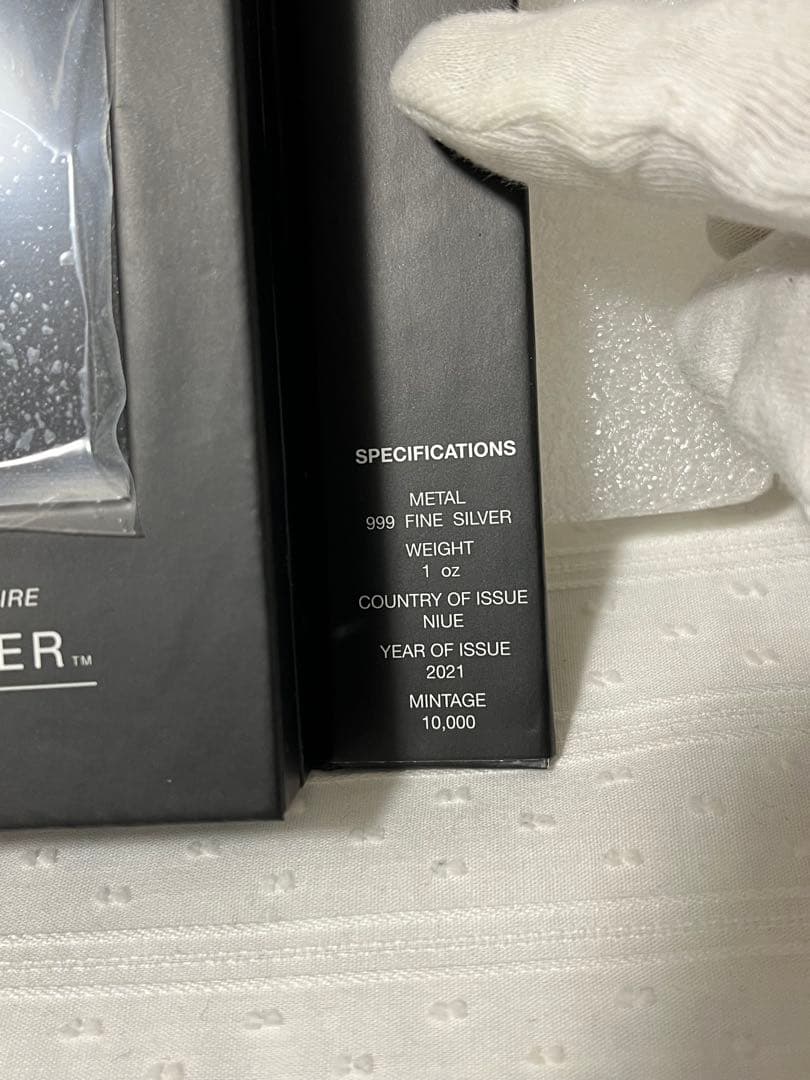 IRE
ER™
SPECIFICATIONS
METAL
999 FINE SILVER
WEIGHT
1 oz
COUNTRY OF ISSUE
NIUE
YEAR OF ISSUE
2021
MINTAGE
10,000